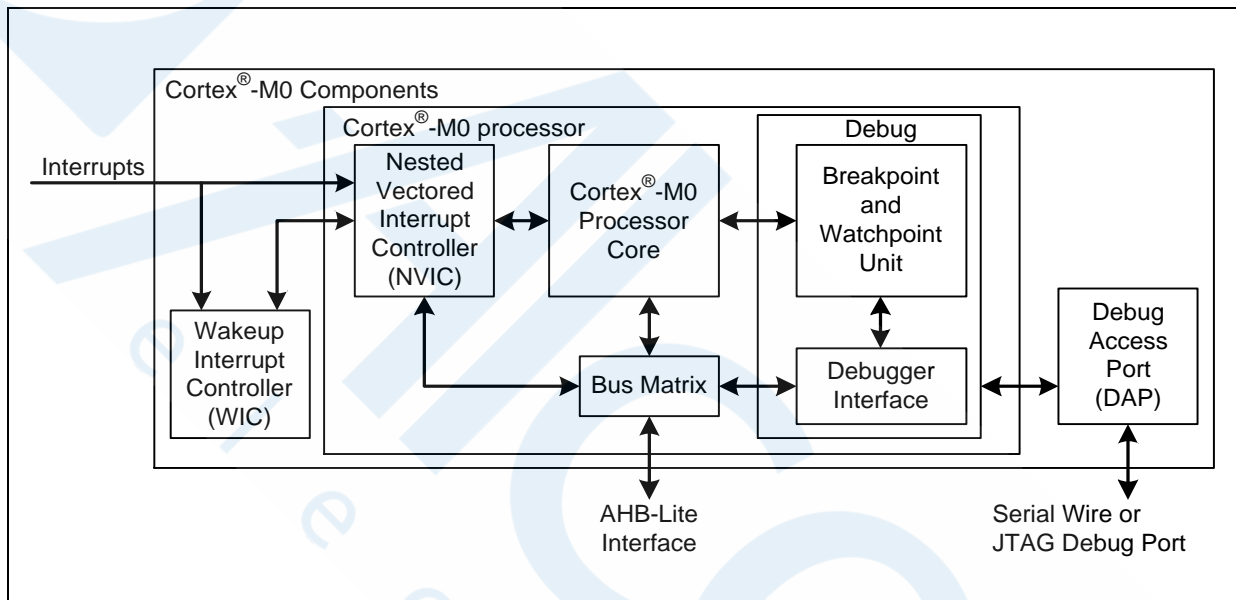 Cortex®-M0 Components
Cortex®-M0 processor
Debug
Interrupts
Nested
Vectored
Interrupt
Controller
(NVIC)
Cortex®-M0
Processor
Core
Breakpoint
and
Watchpoint
Unit
Wakeup
Interrupt
Controller
(WIC)
Bus Matrix
Debugger
Interface
Debug
Access
Port
(DAP)
AHB-Lite
Interface
Serial Wire or
JTAG Debug Port